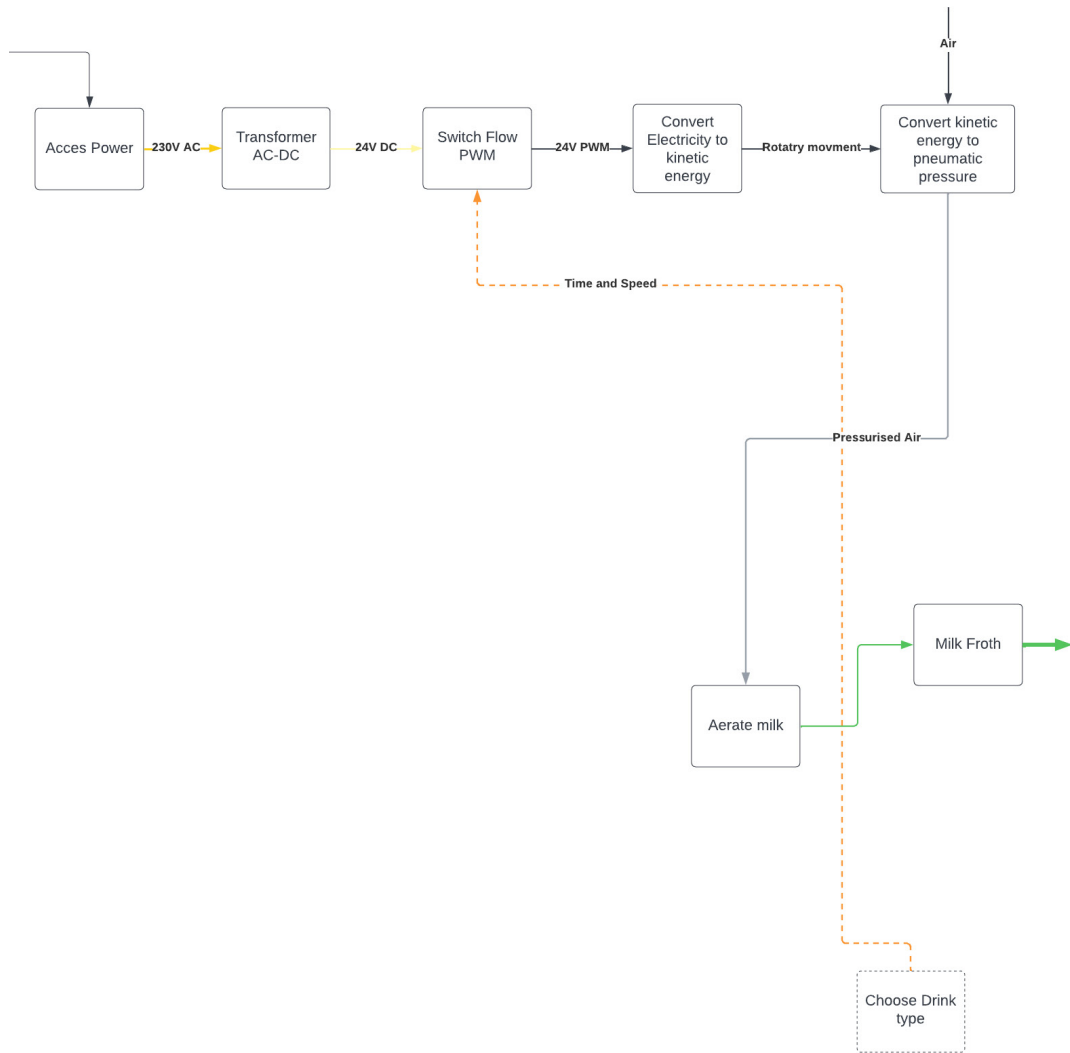 Air
Acces Power
230V AC
Transformer
AC-DC
24V DC
Switch Flow
PWM
24V PWM
Convert
Electricity to
kinetic
energy
Rotatry movment
Convert kinetic
energy to
pneumatic
pressure
Time and Speed
Pressurised Air
Milk Froth
Aerate milk
Choose Drink
type